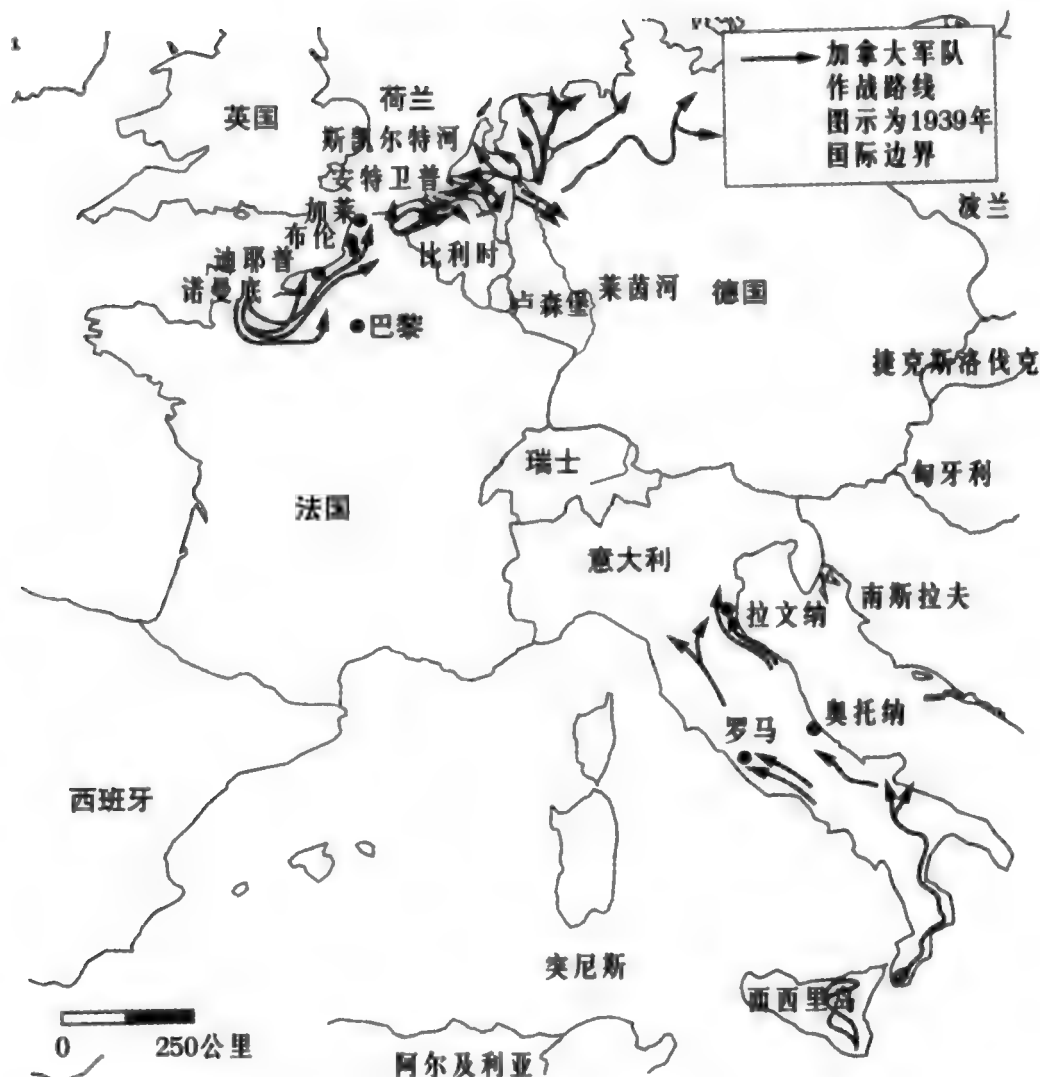 加拿大军队
作战路线
图示为1939年
国际边界
英国
荷兰
斯凯尔特河
安特卫普
加莱
布伦
迪耶普
诺曼底
比利时
卢森堡
莱茵河
德国
波兰
巴黎
捷克斯洛伐克
瑞士
匈牙利
法国
意大利
南斯拉夫
拉文纳
奥托纳
罗马
西班牙
突尼斯
西西里岛
0 250公里
阿尔及利亚